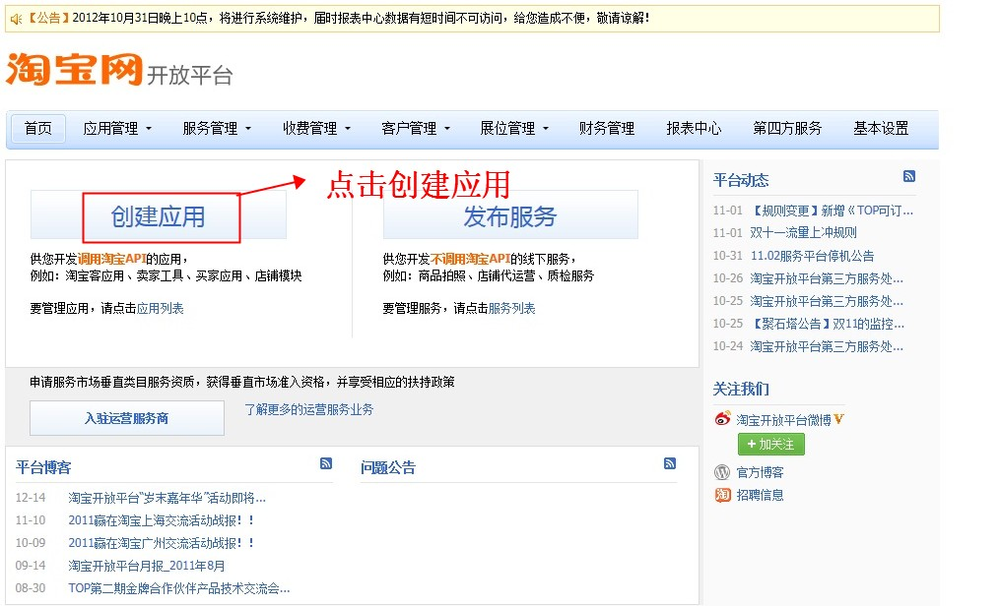 【公告】2012年10月31日晚上10点，将进行系统维护，届时报表中心数据有短时间不可访问，给您造成不便，敬请谅解！
淘宝网开放平台
首页 应用管理 服务管理 收费管理 客户管理 展位管理 财务管理 报表中心 第四方服务 基本设置
点击创建应用
创建应用 发布服务
供您开发调用淘宝API的应用，
例如：淘宝客应用、卖家工具、买家应用、店铺模块
要管理应用，请点击应用列表
供您开发不调用淘宝API的线下服务，
例如：商品拍照、店铺代运营、质检服务
要管理服务，请点击服务列表
申请服务市场垂直类目服务资质，获得垂直市场准入资格，并享受相应的扶持政策
入驻运营服务商 了解更多的运营服务业务
平台博客
12-14 淘宝开放平台“岁末嘉年华”活动即将...
11-10 2011赢在淘宝上海交流活动战报！！
10-09 2011赢在淘宝广州交流活动战报！！
09-14 淘宝开放平台月报_2011年8月
08-30 TOP第二期金牌合作伙伴产品技术交流会...
问题公告
平台动态
11-01 【规则变更】新增《TOP可订...
11-01 双十一流量上冲规则
10-31 11.02服务平台停机公告
10-26 淘宝开放平台第三方服务处...
10-25 淘宝开放平台第三方服务处...
10-25 【聚石塔公告】双11的监控...
10-24 淘宝开放平台第三方服务处...
关注我们
淘宝开放平台微博 V
+ 加关注
官方博客
淘 招聘信息